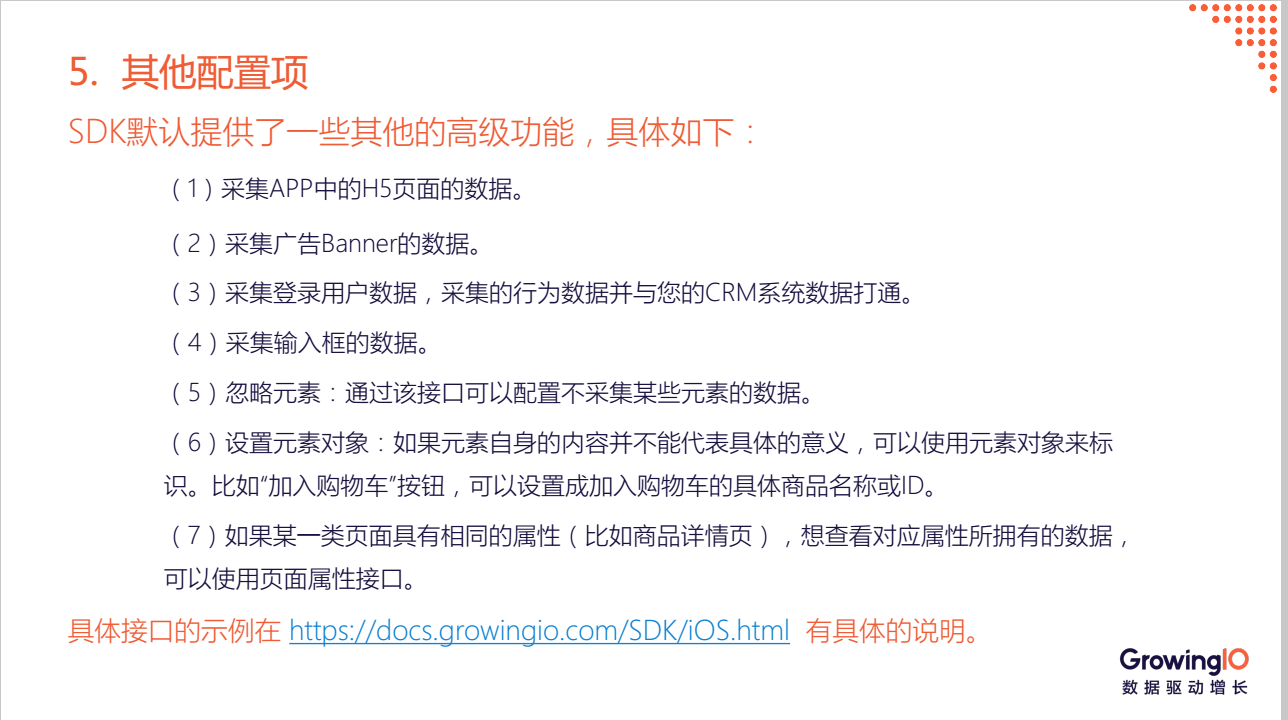 5. 其他配置项
SDK默认提供了一些其他的高级功能，具体如下：
（1）采集APP中的H5页面的数据。
（2）采集广告Banner的数据。
（3）采集登录用户数据，采集的行为数据并与您的CRM系统数据打通。
（4）采集输入框的数据。
（5）忽略元素：通过该接口可以配置不采集某些元素的数据。
（6）设置元素对象：如果元素自身的内容并不能代表具体的意义，可以使用元素对象来标
识。比如“加入购物车”按钮，可以设置成加入购物车的具体商品名称或ID。
（7）如果某一类页面具有相同的属性（比如商品详情页），想查看对应属性所拥有的数据，
可以使用页面属性接口。
具体接口的示例在 https://docs.growingio.com/SDK/iOS.html 有具体的说明。
GrowingIO
数据驱动增长